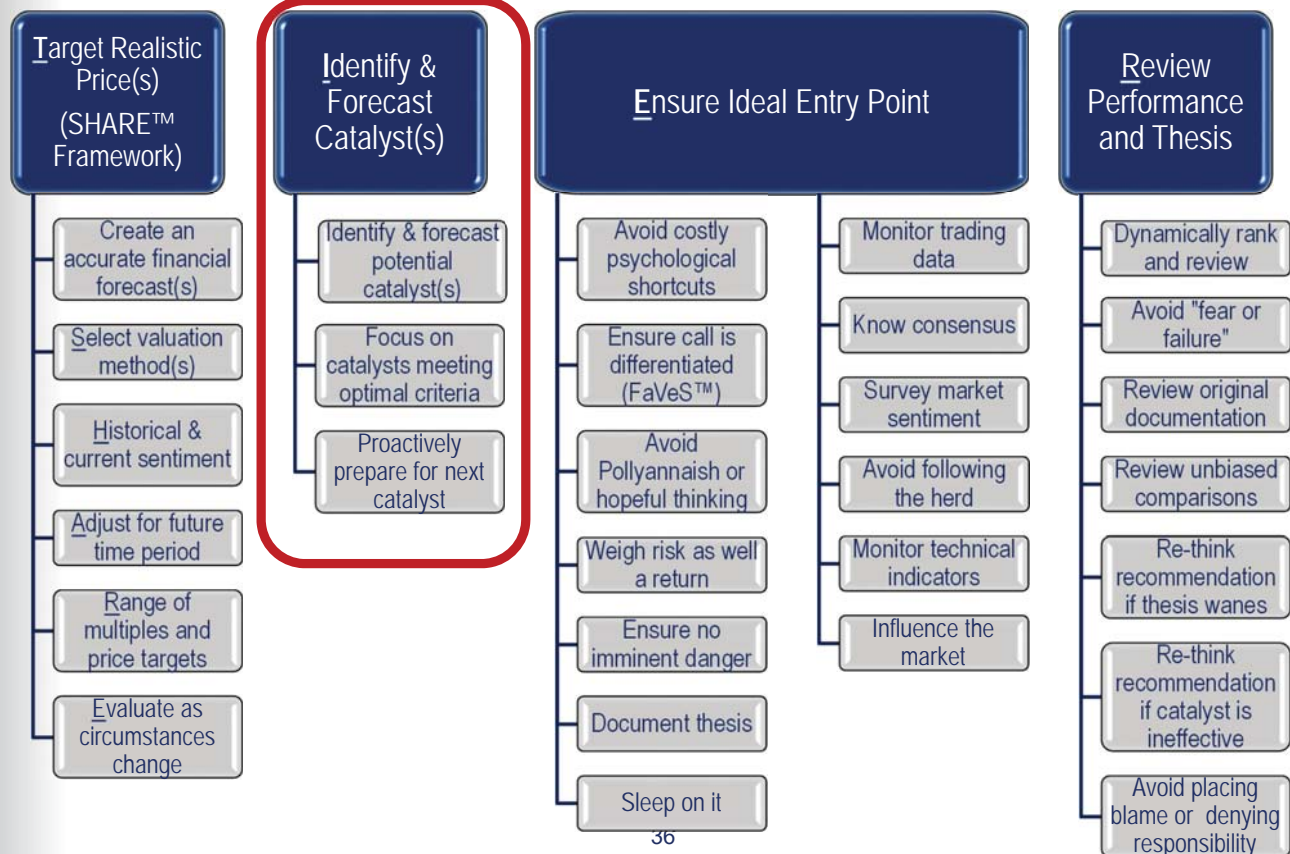 Target Realistic
Price(s)
(SHARE™
Framework)
Create an
accurate financial
forecast(s)
Select valuation
method(s)
Historical &
current sentiment
Adjust for future
time period
Range of
multiples and
price targets
Evaluate as
circumstances
change
Identify &
Forecast
Catalyst(s)
Identify & forecast
potential
catalyst(s)
Focus on
catalysts meeting
optimal criteria
Proactively
prepare for next
catalyst
Ensure Ideal Entry Point
Avoid costly
psychological
shortcuts
Ensure call is
differentiated
(FaVeS™)
Avoid
Pollyannaish or
hopeful thinking
Weigh risk as well
a return
Ensure no
imminent danger
Document thesis
Sleep on it
Monitor trading
data
Know consensus
Survey market
sentiment
Avoid following
the herd
Monitor technical
indicators
Influence the
market
Review
Performance
and Thesis
Dynamically rank
and review
Avoid "fear or
failure"
Review original
documentation
Review unbiased
comparisons
Re-think
recommendation
if thesis wanes
Re-think
recommendation
if catalyst is
ineffective
Avoid placing
blame or denying
responsibility
36